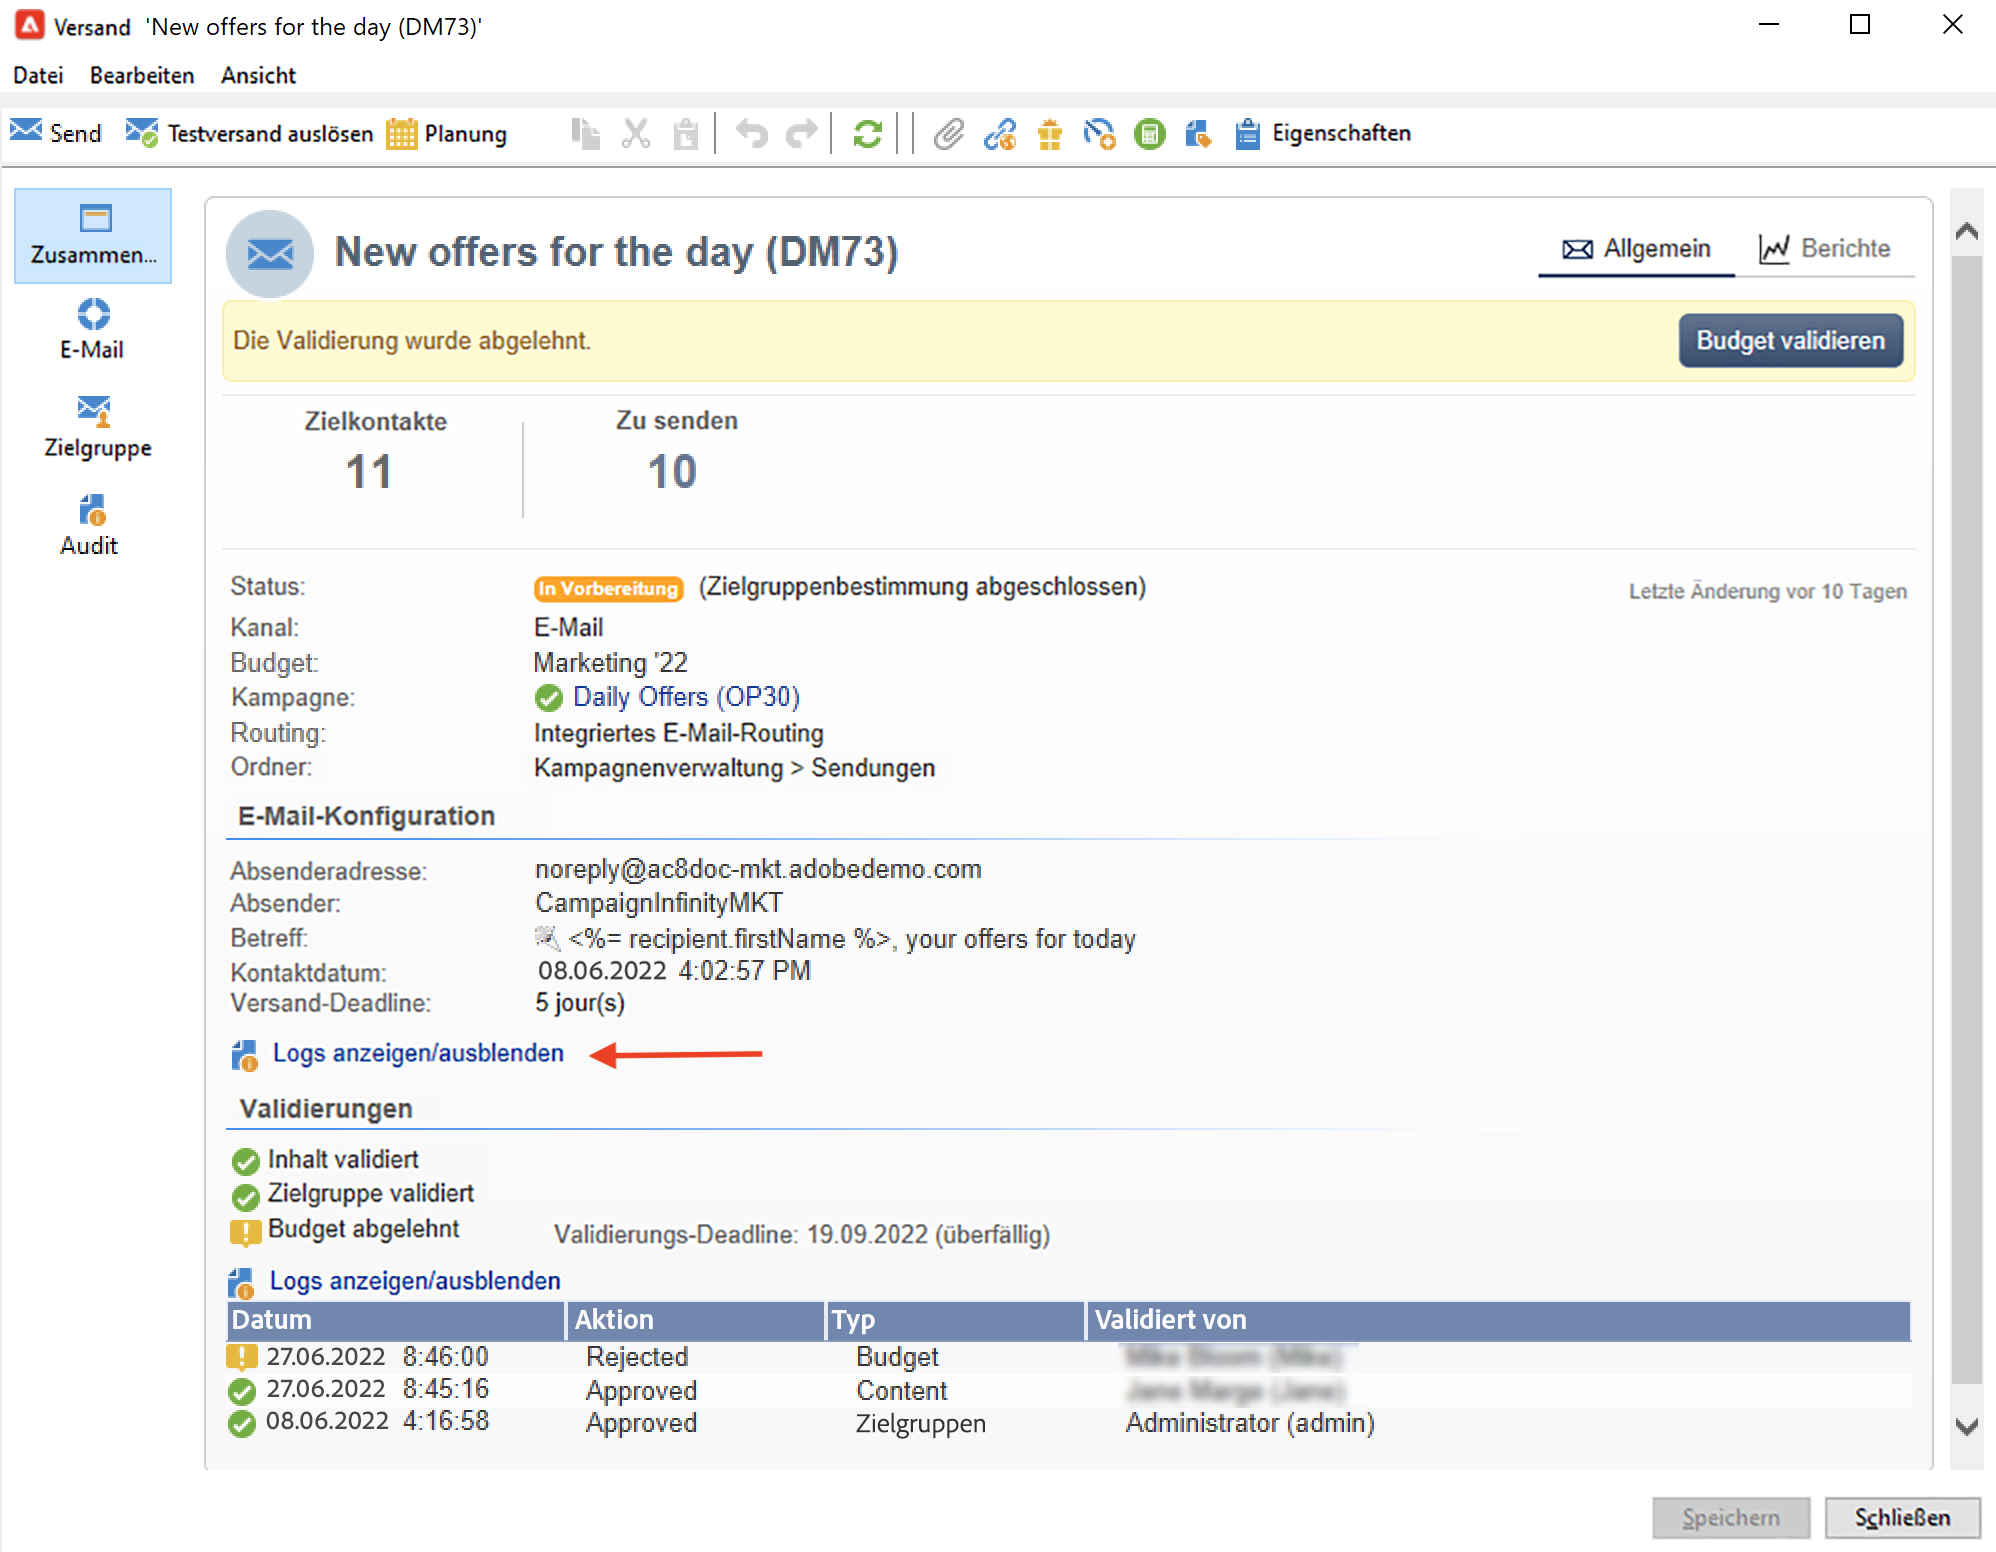 Versand 'New offers for the day (DM73)'
Datei Bearbeiten Ansicht
Send Testversand auslösen Planung Eigenschaften
Zusammen...
E-Mail
Zielgruppe
Audit
New offers for the day (DM73) Allgemein Berichte
Die Validierung wurde abgelehnt. Budget validieren
Zielkontakte Zu senden
11 10
Status: In Vorbereitung (Zielgruppenbestimmung abgeschlossen) Letzte Änderung vor 10 Tagen
Kanal: E-Mail
Budget: Marketing '22
Kampagne: Daily Offers (OP30)
Routing: Integriertes E-Mail-Routing
Ordner: Kampagnenverwaltung > Sendungen
E-Mail-Konfiguration
Absenderadresse: noreply@ac8doc-mkt.adobedemo.com
Absender: CampaignInfinityMKT
Betreff: <%= recipient.firstName %>, your offers for today
Kontaktdatum: 08.06.2022 4:02:57 PM
Versand-Deadline: 5 jour(s)
Logs anzeigen/ausblenden
Validierungen
Inhalt validiert
Zielgruppe validiert
Budget abgelehnt Validierungs-Deadline: 19.09.2022 (überfällig)
Logs anzeigen/ausblenden
Datum Aktion Typ Validiert von
27.06.2022 8:46:00 Rejected Budget
27.06.2022 8:45:16 Approved Content
08.06.2022 4:16:58 Approved Zielgruppen Administrator (admin)
Speichern Schließen